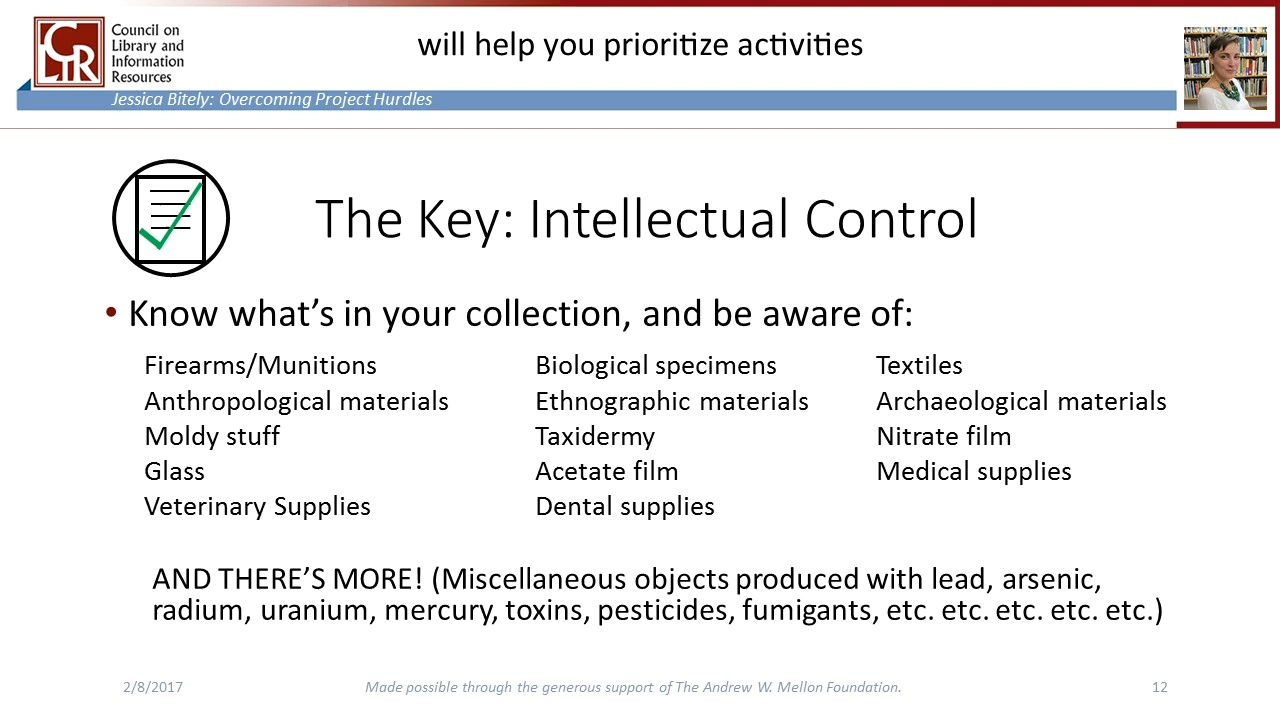 CLIR
Council on
Library and
Information
Resources
will help you prioritize activities
Jessica Bitely: Overcoming Project Hurdles
The Key: Intellectual Control
• Know what’s in your collection, and be aware of:
Firearms/Munitions Biological specimens Textiles
Anthropological materials Ethnographic materials Archaeological materials
Moldy stuff Taxidermy Nitrate film
Glass Acetate film Medical supplies
Veterinary Supplies Dental supplies
AND THERE’S MORE! (Miscellaneous objects produced with lead, arsenic,
radium, uranium, mercury, toxins, pesticides, fumigants, etc. etc. etc. etc. etc.)
2/8/2017 Made possible through the generous support of The Andrew W. Mellon Foundation. 12